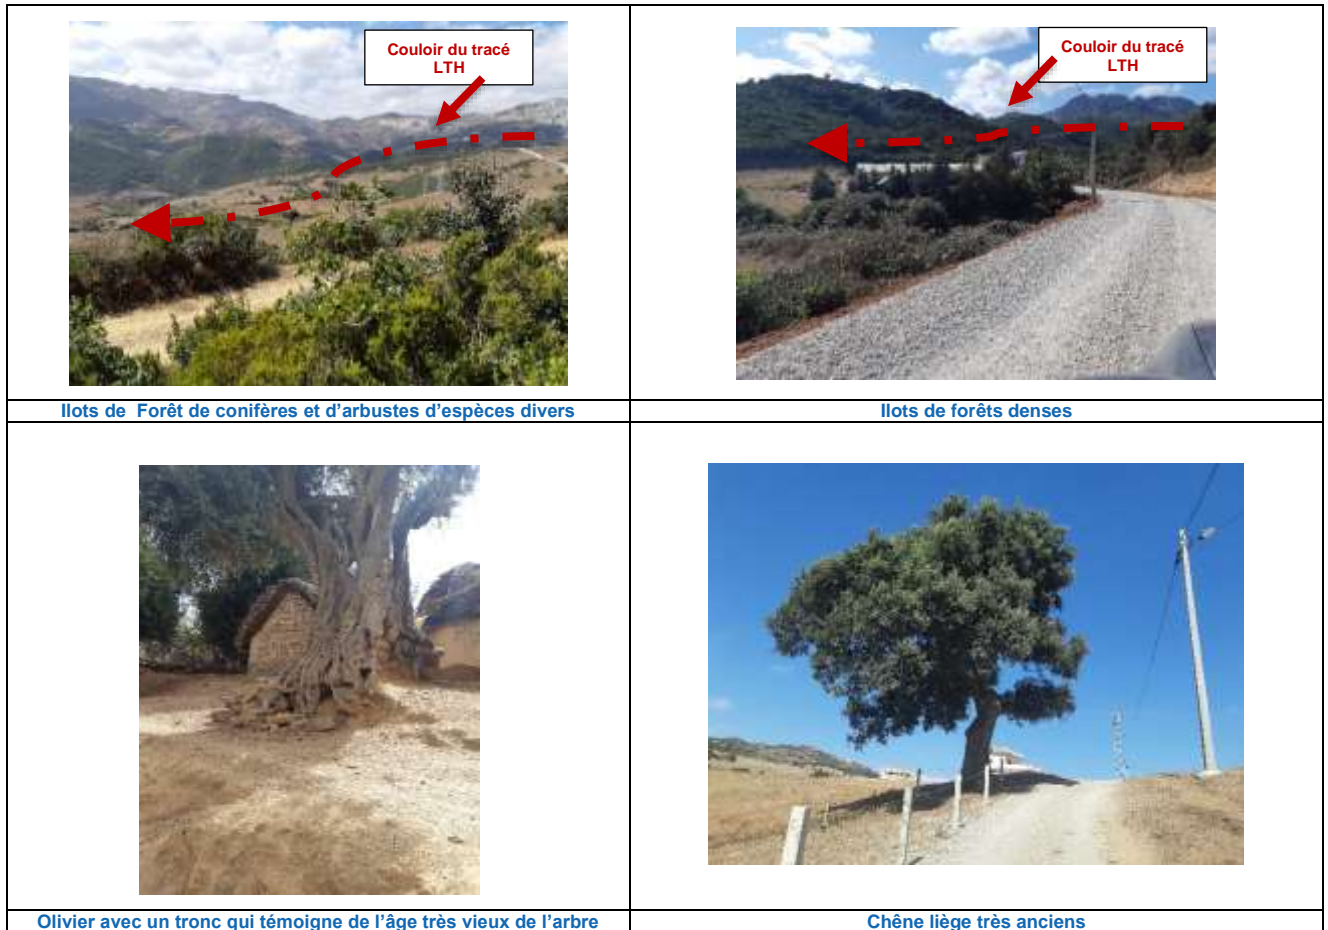 Couloir du tracé
LTH
Couloir du tracé
LTH
Ilots de  Forêt de conifères et d'arbustes d'espèces divers
Ilots de forêts denses
Olivier avec un tronc qui témoigne de l'âge très vieux de l'arbre
Chêne liège très anciens